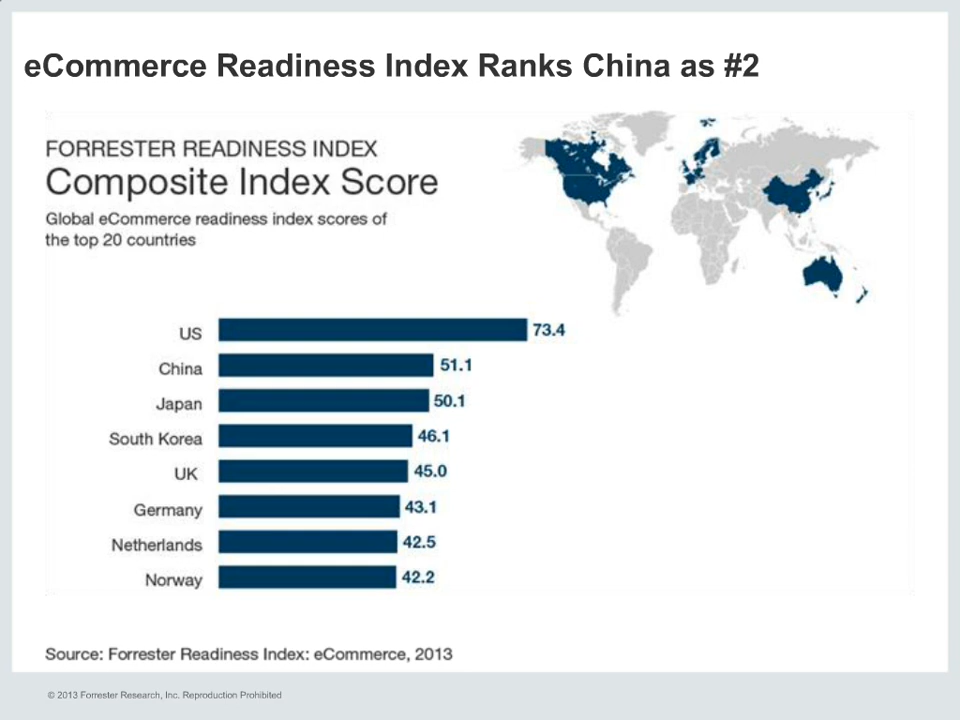 eCommerce Readiness Index Ranks China as #2
FORRESTER READINESS INDEX
Composite Index Score
Global eCommerce readiness index scores of
the top 20 countries
US 73.4
China 51.1
Japan 50.1
South Korea 46.1
UK 45.0
Germany 43.1
Netherlands 42.5
Norway 42.2
Source: Forrester Readiness Index: eCommerce, 2013
© 2013 Forrester Research, Inc. Reproduction Prohibited